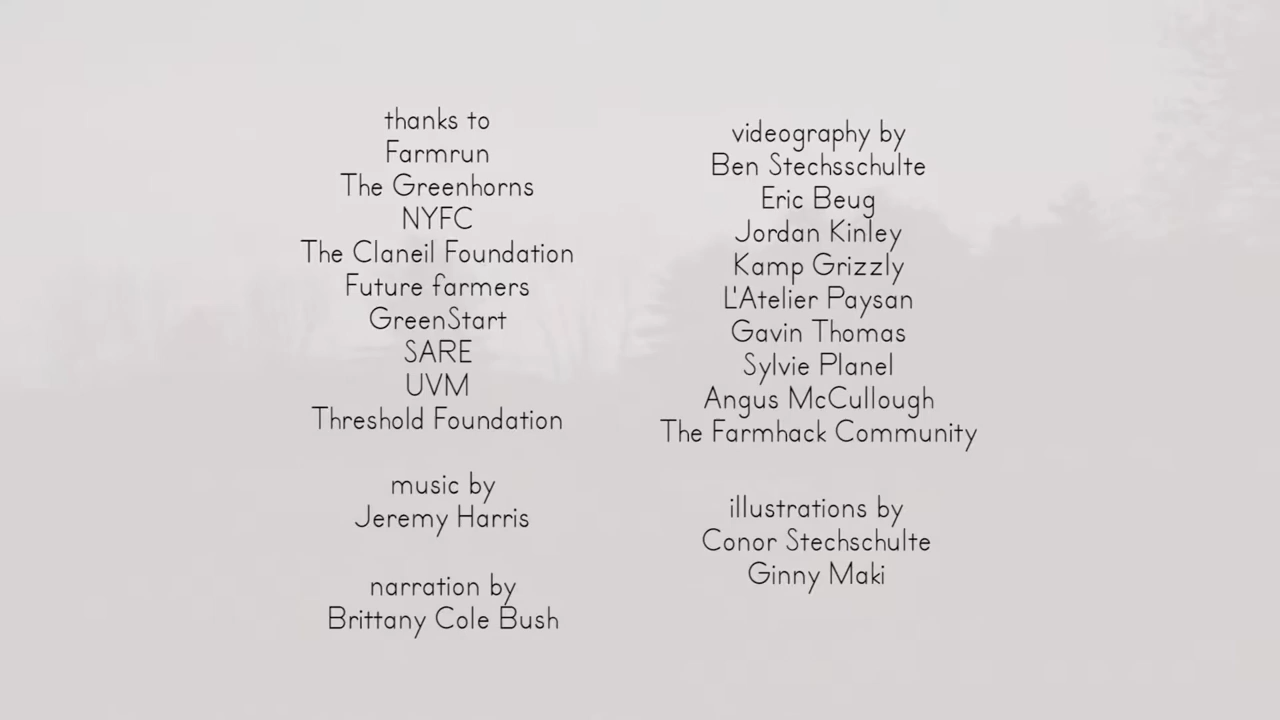 thanks to
Farmrun
The Greenhorns
NYFC
The Claneil Foundation
Future farmers
GreenStart
SARE
UVM
Threshold Foundation
music by
Jeremy Harris
narration by
Brittany Cole Bush
videography by
Ben Stechsschulte
Eric Beug
Jordan Kinley
Kamp Grizzly
L'Atelier Paysan
Gavin Thomas
Sylvie Planel
Angus McCullough
The Farmhack Community
illustrations by
Conor Stechschulte
Ginny Maki